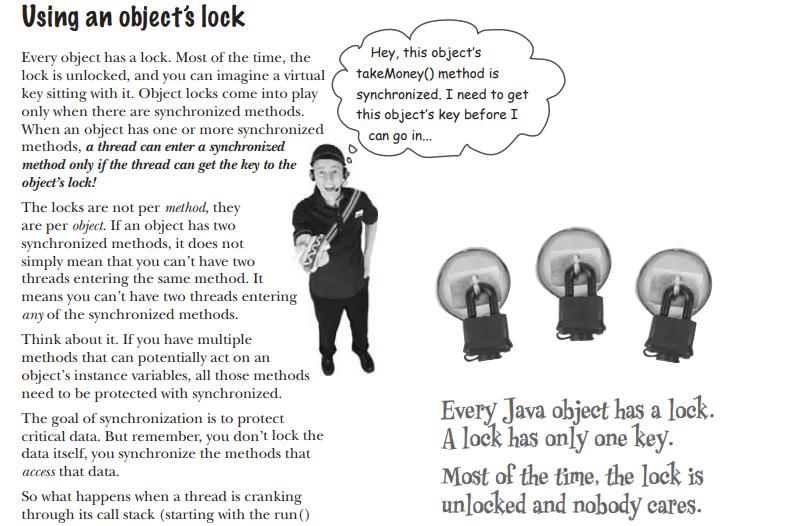 Using an object's lock
Every object has a lock. Most of the time, the
lock is unlocked, and you can imagine a virtual
key sitting with it. Object locks come into play
only when there are synchronized methods.
When an object has one or more synchronized
methods, a thread can enter a synchronized
method only if the thread can get the key to the
object's lock!
The locks are not per method, they
are per object. If an object has two
synchronized methods, it does not
simply mean that you can't have two
threads entering the same method. It
means you can't have two threads entering
any of the synchronized methods.
Think about it. If you have multiple
methods that can potentially act on an
object's instance variables, all those methods
need to be protected with synchronized.
The goal of synchronization is to protect
critical data. But remember, you don't lock the
data itself, you synchronize the methods that
access that data.
So what happens when a thread is cranking
through its call stack (starting with the run()
Hey, this object's
takeMoney() method is
synchronized. I need to get
this object's key before I
can go in...
Every Java object has a lock.
A lock has only one key.
Most of the time, the lock is
unlocked and nobody cares.